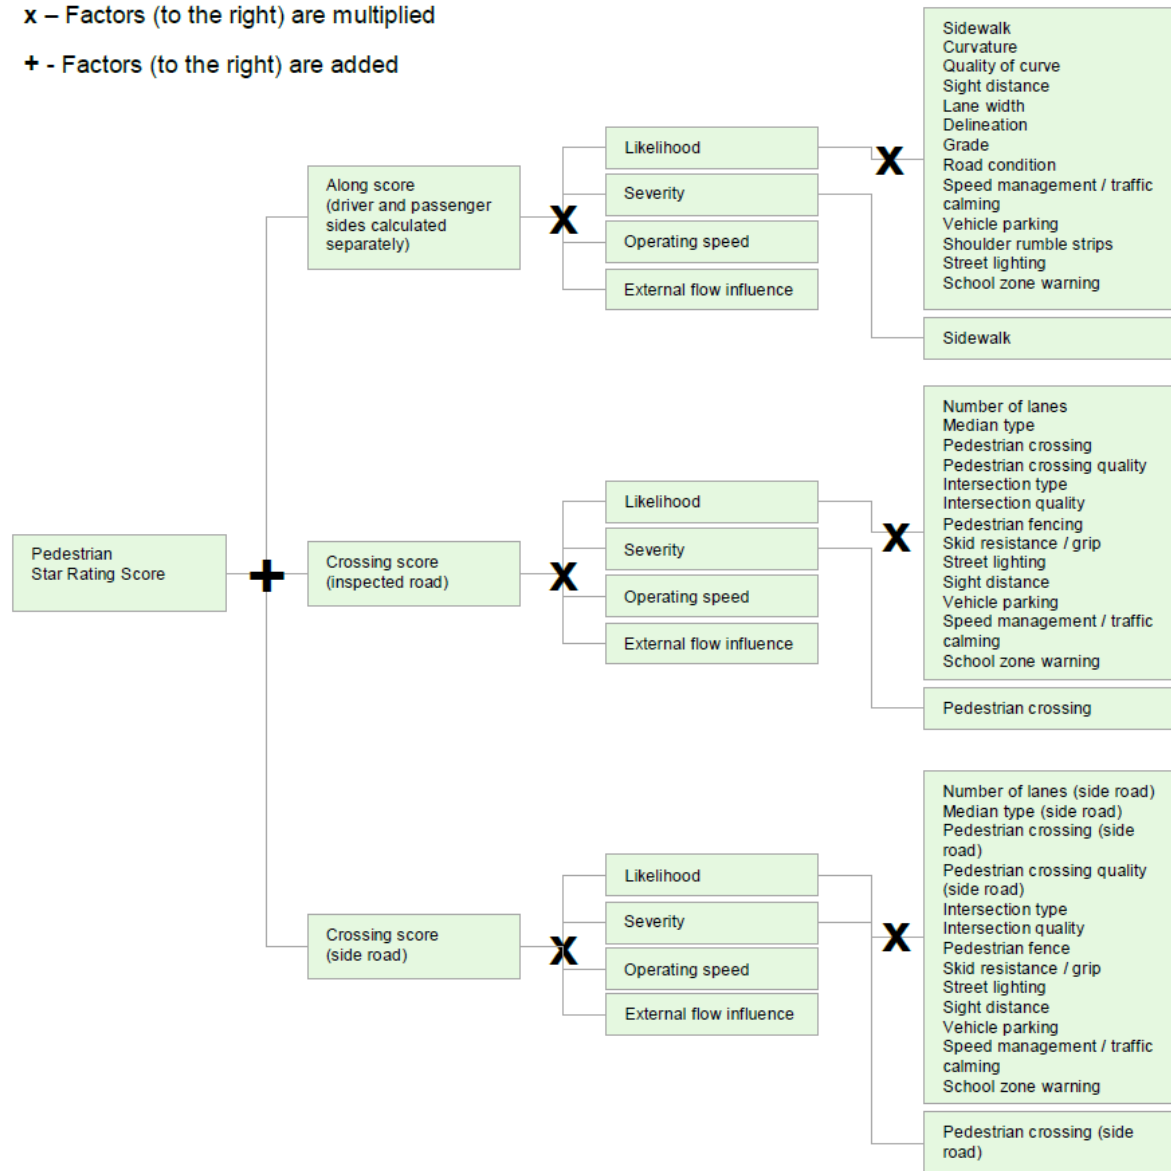 x – Factors (to the right) are multiplied
+ - Factors (to the right) are added
Pedestrian
Star Rating Score
+
Along score
(driver and passenger
sides calculated
separately)
x
Likelihood
Severity
Operating speed
External flow influence
x
Sidewalk
Curvature
Quality of curve
Sight distance
Lane width
Delineation
Grade
Road condition
Speed management / traffic
calming
Vehicle parking
Shoulder rumble strips
Street lighting
School zone warning
Sidewalk
Crossing score
(inspected road)
x
Likelihood
Severity
Operating speed
External flow influence
x
Number of lanes
Median type
Pedestrian crossing
Pedestrian crossing quality
Intersection type
Intersection quality
Pedestrian fencing
Skid resistance / grip
Street lighting
Sight distance
Vehicle parking
Speed management / traffic
calming
School zone warning
Pedestrian crossing
Crossing score
(side road)
x
Likelihood
Severity
Operating speed
External flow influence
x
Number of lanes (side road)
Median type (side road)
Pedestrian crossing (side
road)
Pedestrian crossing quality
(side road)
Intersection type
Intersection quality
Pedestrian fence
Skid resistance / grip
Street lighting
Sight distance
Vehicle parking
Speed management / traffic
calming
School zone warning
Pedestrian crossing (side
road)